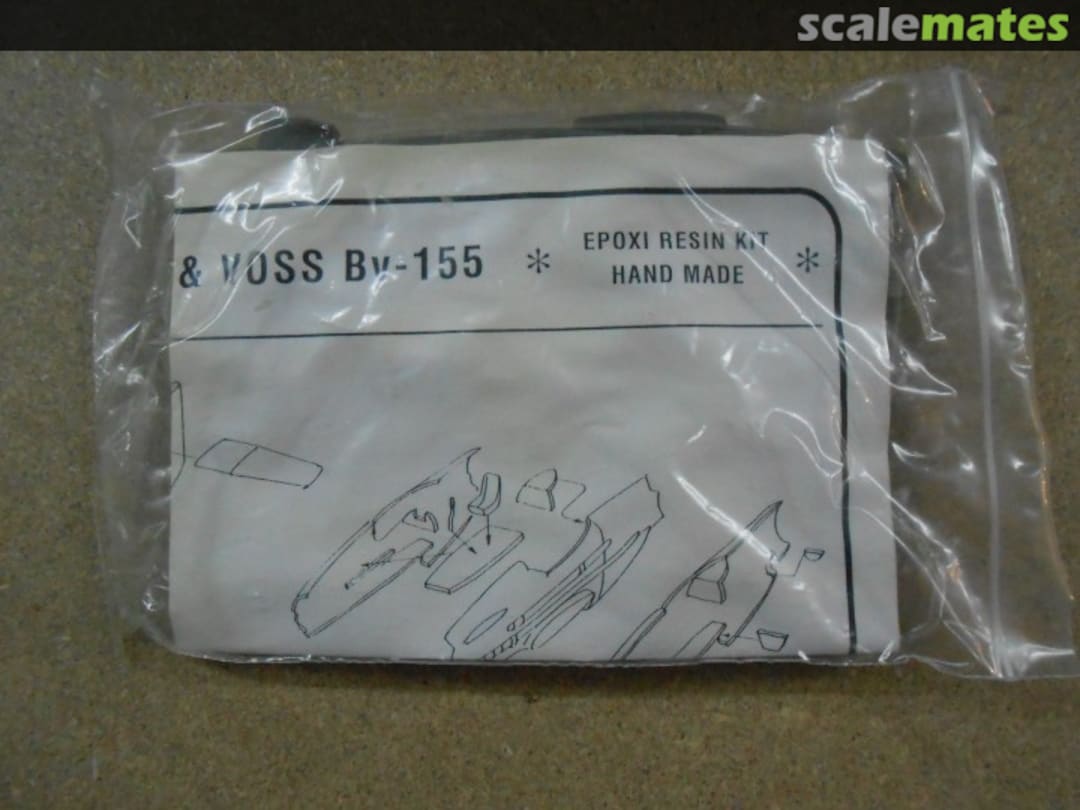 scalemates
& VOSS Bv-155 * EPOXI RESIN KIT
HAND MADE *